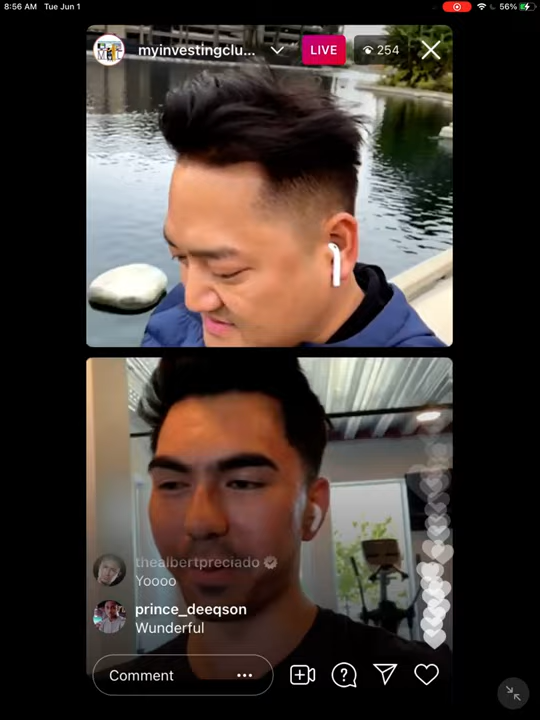 8:56 AM Tue Jun 1
56%
myinvestingclu...
LIVE
254
thealbertpreciado
Yoooo
prince_deeqson
Wunderful
Comment